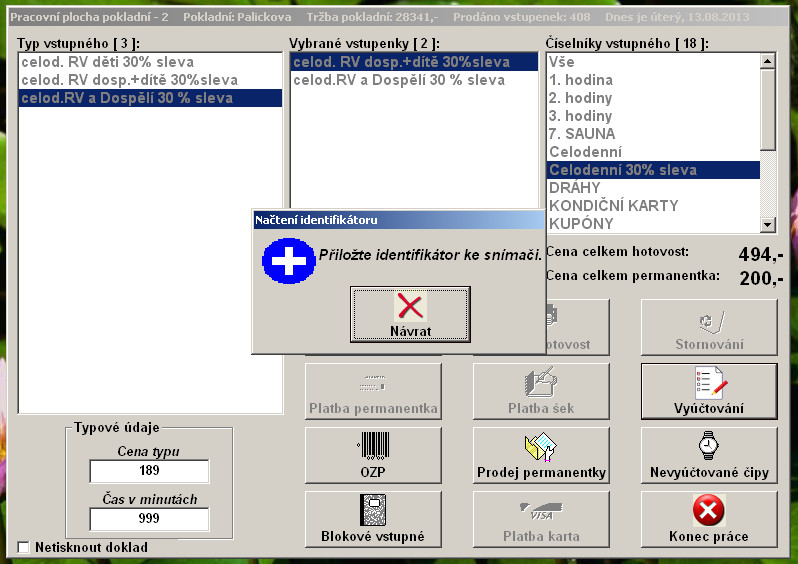 Pracovní plocha pokladní - 2 Pokladní: Palickova Tržba pokladní: 28341,- Prodáno vstupenek: 408 Dnes je úterý, 13.08.2013
Typ vstupného [ 3 ]:
celod. RV děti 30% sleva
celod. RV dosp.+dítě 30%sleva
celod.RV a Dospělí 30 % sleva
Vybrané vstupenky [ 2 ]:
celod. RV dosp.+dítě 30%sleva
celod.RV a Dospělí 30 % sleva
Číselníky vstupného [ 18 ]:
Vše
1. hodina
2. hodiny
3. hodiny
7. SAUNA
Celodenní
Celodenní 30% sleva
DRÁHY
KONDIČNÍ KARTY
KUPÓNY
Načtení identifikátoru
Přiložte identifikátor ke snímači.
Návrat
Cena celkem hotovost: 494,-
Cena celkem permanentka: 200,-
otovost
Stornování
Platba permanentka
Platba šek
Vyúčtování
Typové údaje
Cena typu
189
Čas v minutách
999
OZP
Prodej permanentky
Nevyúčtované čipy
Blokové vstupné
VISA
Platba karta
Konec práce
Netisknout doklad